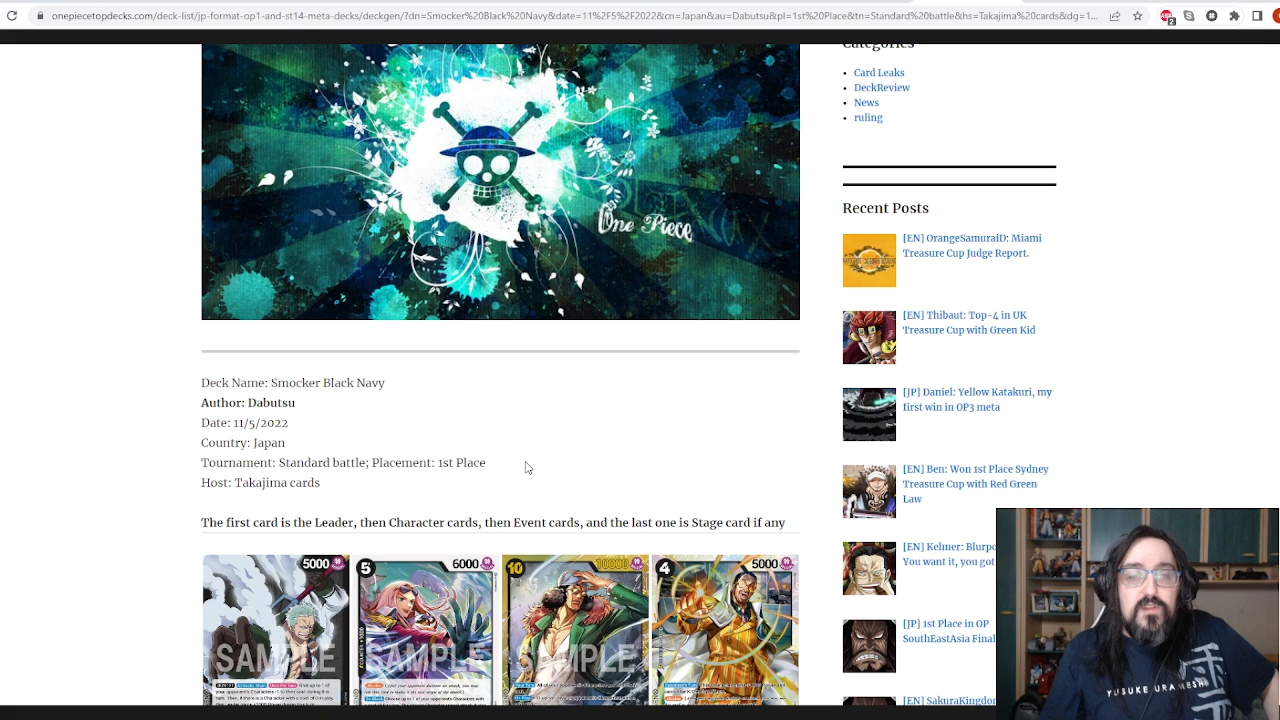 onepiecetopdecks.com/deck-list/jp-format-op1-and-st14-meta-decks/deckgen/?dn=Smocker%20Black%20Navy&date=11%2F5%2F2022&cn=Japan&au=Dabutsu&pl=1st%20Place&tn=Standard%20battle&hs=Takajima%20cards&dg=1...
2
Categories
Card Leaks
DeckReview
News
ruling
One Piece
Recent Posts
[EN] OrangeSamuraiD: Miami
Treasure Cup Judge Report.
[EN] Thibaut: Top-4 in UK
Treasure Cup with Green Kid
[JP] Daniel: Yellow Katakuri, my
first win in OP3 meta
[EN] Ben: Won 1st Place Sydney
Treasure Cup with Red Green
Law
[EN] Kelmer: Blurpo
You want it, you got
[JP] 1st Place in OP
SouthEastAsia Final
[EN] SakuraKingdor
Deck Name: Smocker Black Navy
Author: Dabutsu
Date: 11/5/2022
Country: Japan
Tournament: Standard battle; Placement: 1st Place
Host: Takajima cards
The first card is the Leader, then Character cards, then Event cards, and the last one is Stage card if any
5000
5 6000
10 10000
4 5000
SAMPLE SAMPLE SAMPLE SAMPLE
YUSUKE URAMESHI